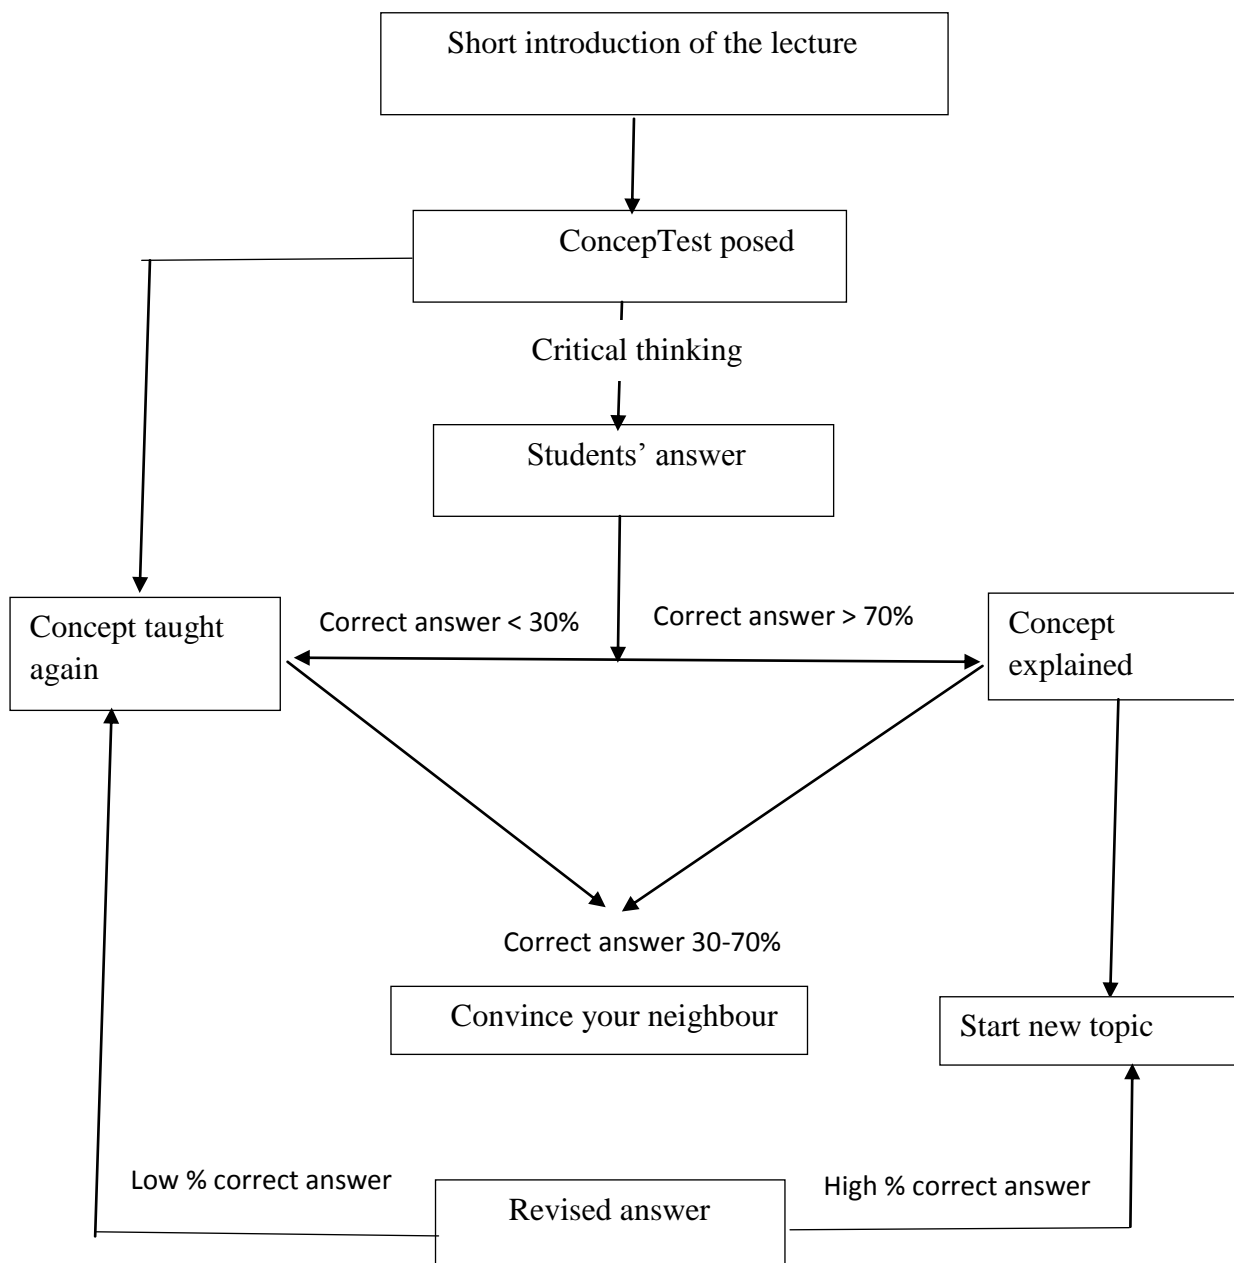 Short introduction of the lecture
ConcepTest posed
Critical thinking
Students’ answer
Correct answer < 30%
Correct answer > 70%
Concept taught
again
Concept
explained
Correct answer 30-70%
Convince your neighbour
Start new topic
Low % correct answer
Revised answer
High % correct answer